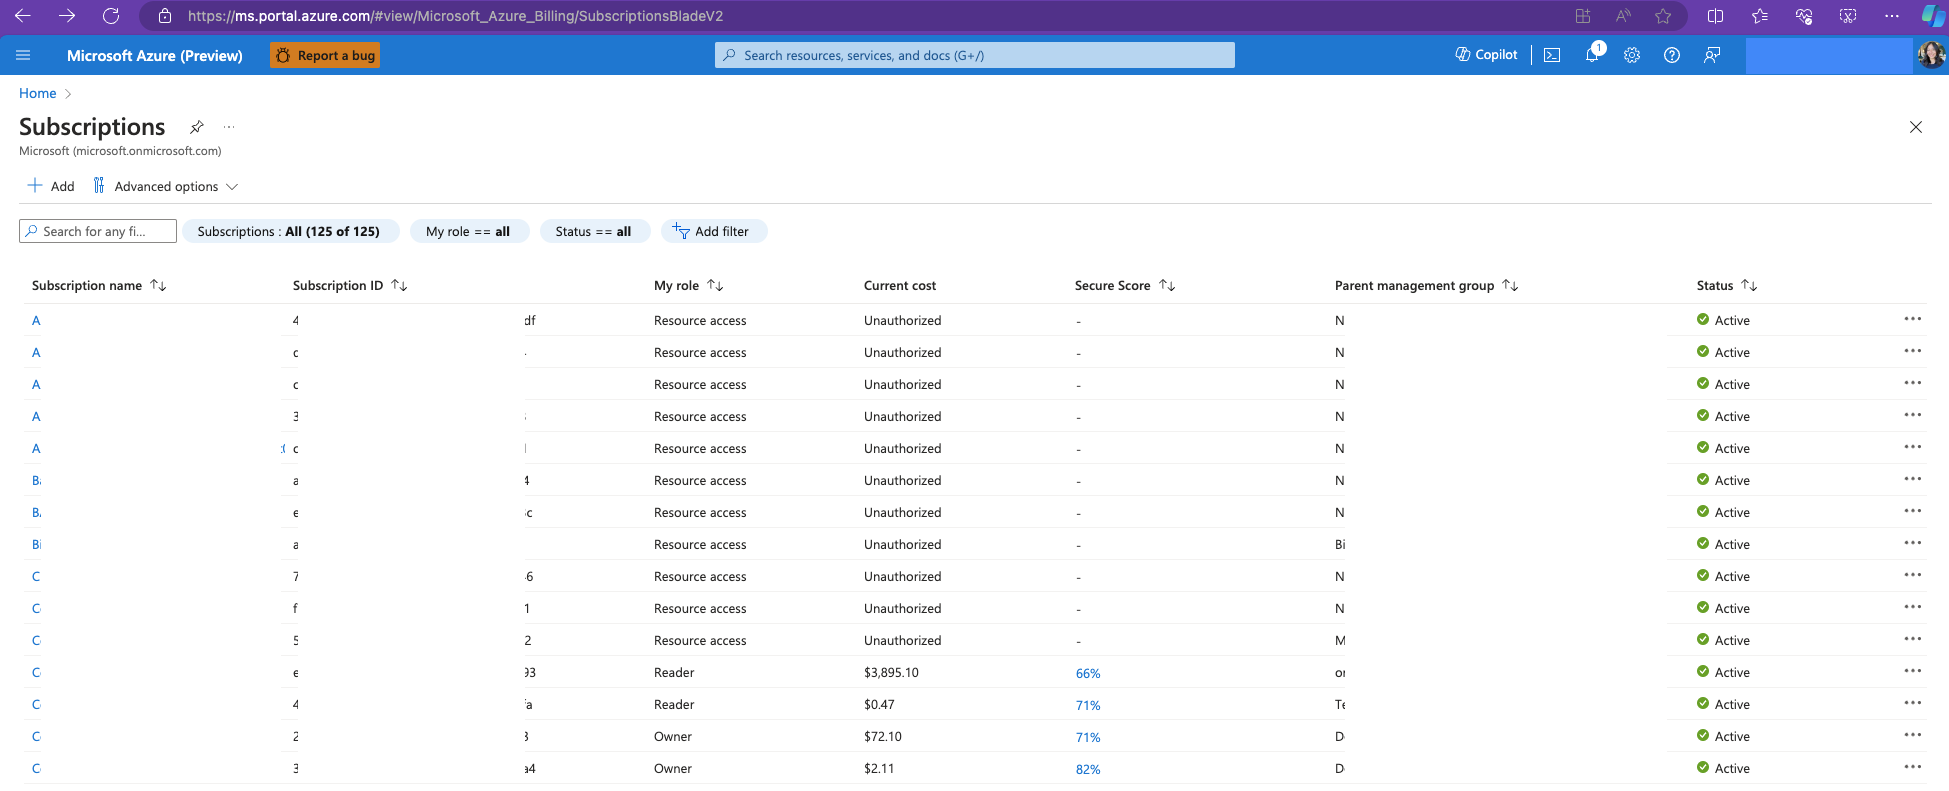 https://ms.portal.azure.com/#view/Microsoft_Azure_Billing/SubscriptionsBladeV2
Microsoft Azure (Preview) Report a bug Search resources, services, and docs (G+/) Copilot 1
Home >
Subscriptions ...
Microsoft (microsoft.onmicrosoft.com)
Add Advanced options
Search for any fi... Subscriptions : All (125 of 125) My role == all Status == all Add filter
Subscription name Subscription ID My role Current cost Secure Score Parent management group Status
A 4 df Resource access Unauthorized - N Active
A Resource access Unauthorized - N Active
A Resource access Unauthorized - N Active
A 3 Resource access Unauthorized - N Active
A Resource access Unauthorized - N Active
B a 4 Resource access Unauthorized - N Active
B e c Resource access Unauthorized - N Active
Bi a Resource access Unauthorized - Bi Active
C 7 6 Resource access Unauthorized - N Active
C f 1 Resource access Unauthorized - N Active
C 5 2 Resource access Unauthorized - M Active
C e 93 Reader $3,895.10 66% or Active
C 4 a Reader $0.47 71% Te Active
C 2 3 Owner $72.10 71% D Active
C 3 a4 Owner $2.11 82% D Active